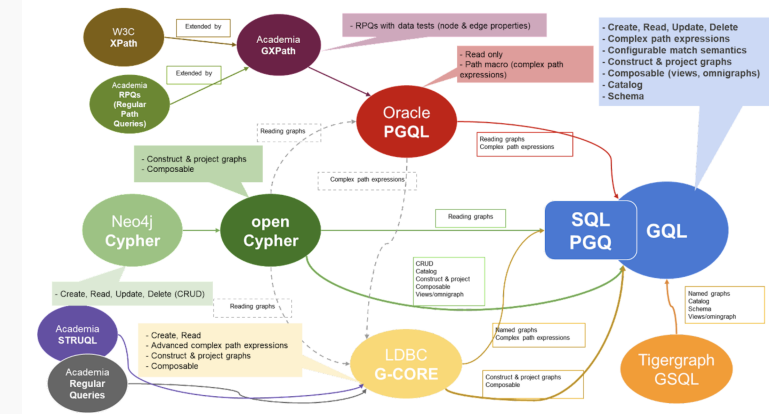 W3C
XPath
Extended by
Academia
GXPath
- RPQs with data tests (node & edge properties)
- Create, Read, Update, Delete
- Complex path expressions
- Configurable match semantics
- Construct & project graphs
- Composable (views, omnigraphs)
- Catalog
- Schema
- Read only
- Path macro (complex path
expressions)
Extended by
Academia
RPQs
(Regular
Path
Queries)
Oracle
PGQL
Reading graphs
Reading graphs
Complex path expressions
- Construct & project graphs
- Composable
Complex path expressions
Neo4j
Cypher
open
Cypher
Reading graphs
SQL
PGQ
GQL
CRUD
Catalog
Construct & project
Composable
Views/omnigraph
- Create, Read, Update, Delete (CRUD)
Reading graphs
Named graphs
Catalog
Schema
Views/omingraph
Academia
STRUQL
- Create, Read
- Advanced complex path expressions
- Construct & project graphs
- Composable
Named graphs
Complex path expressions
LDBC
G-CORE
Tigergraph
GSQL
Academia
Regular
Queries
Construct & project graphs
Composable